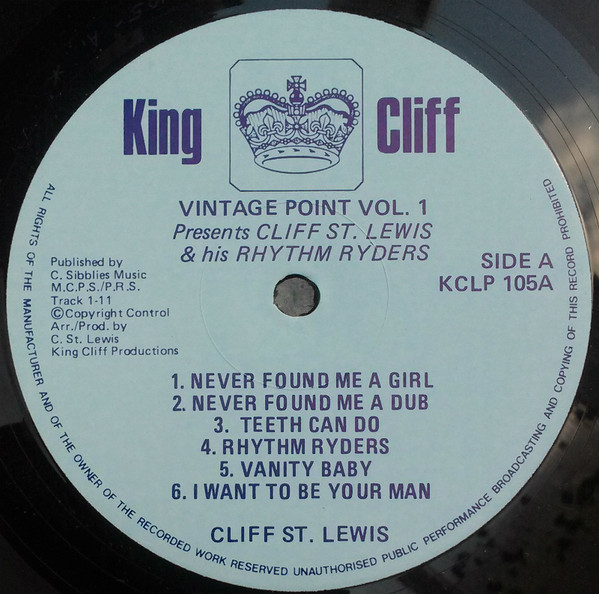 King Cliff
VINTAGE POINT VOL. 1
Presents CLIFF ST. LEWIS
& his RHYTHM RYDERS
Published by
C. Sibblies Music
M.C.P.S./P.R.S.
Track 1-11
©Copyright Control
Arr./Prod. by
C. St. Lewis
King Cliff Productions
SIDE A
KCLP 105A
1. NEVER FOUND ME A GIRL
2. NEVER FOUND ME A DUB
3. TEETH CAN DO
4. RHYTHM RYDERS
5. VANITY BABY
6. I WANT TO BE YOUR MAN
CLIFF ST. LEWIS
ALL RIGHTS OF THE MANUFACTURER AND OF THE OWNER OF THE RECORDED WORK RESERVED UNAUTHORISED PUBLIC PERFORMANCE BROADCASTING AND COPYING OF THIS RECORD PROHIBITED